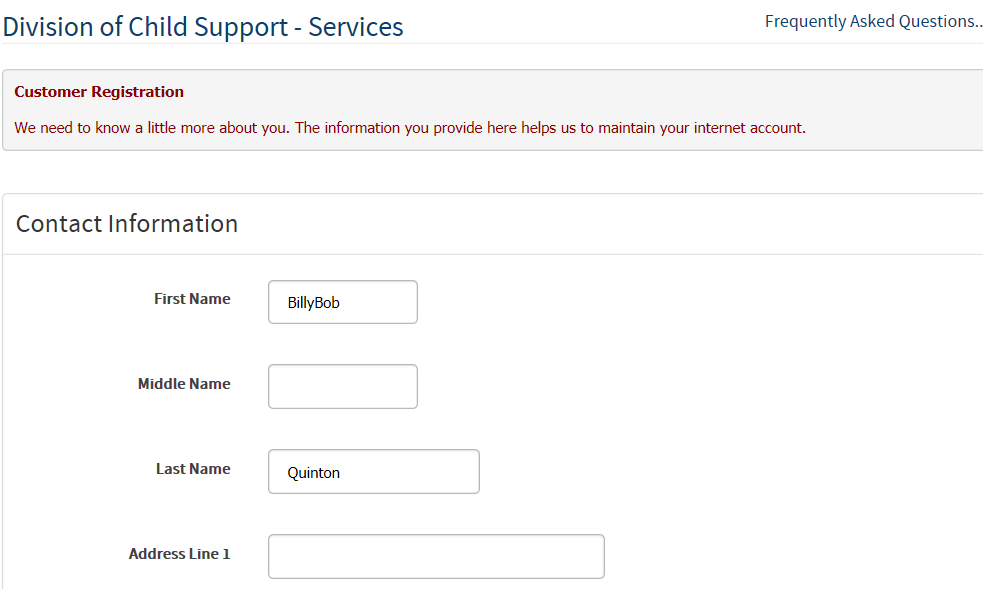 Division of Child Support - Services
Frequently Asked Questions..
Customer Registration
We need to know a little more about you. The information you provide here helps us to maintain your internet account.
Contact Information
First Name
BillyBob
Middle Name
Last Name
Quinton
Address Line 1